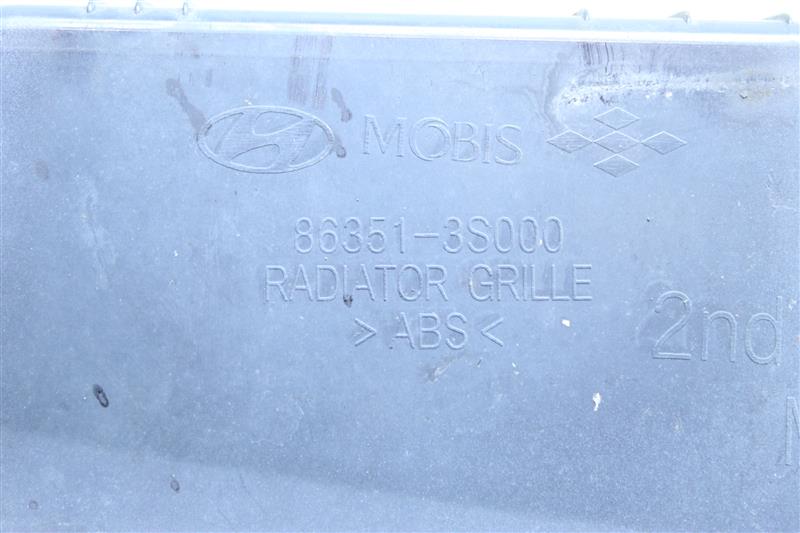 MOBIS
86351-3S000
RADIATOR GRILLE
>ABS<
2nd